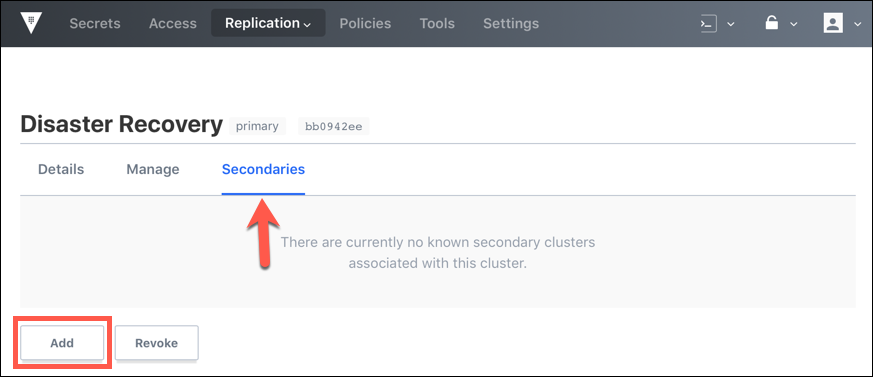 Secrets Access Replication Policies Tools Settings
Disaster Recovery primary bb0942ee
Details Manage Secondaries
There are currently no known secondary clusters
associated with this cluster.
Add Revoke